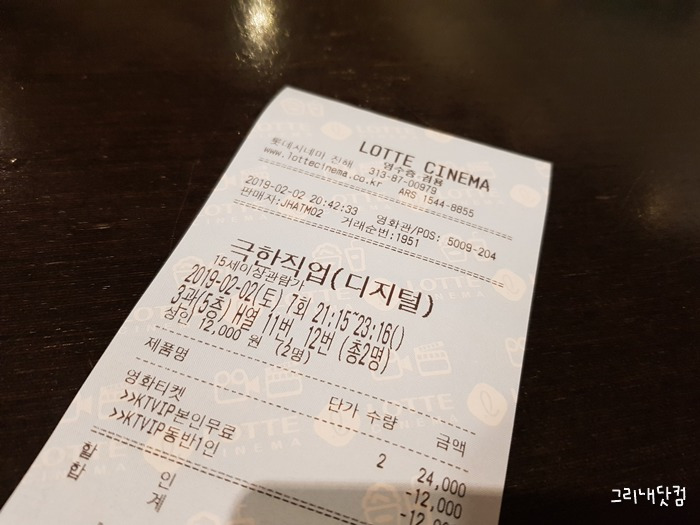 LOTTE CINEMA
영수증 겸용
롯데시네마 진해 313-87-00979
www.lottecinema.co.kr ARS 1544-8855
2019-02-02 20:42:33 영화관/POS: 5009-204
판매자:JHATM02 거래순번:1951
극한직업(디지털)
15세이상관람가
2019-02-02(토) 7회 21:15~23:16()
3관(5층) H열 11번, 12번 (총2명)
성인 12,000 원 (2명)
제품명 단가 수량 금액
영화티켓 2 24,000
>>KTVIP본인무료 -12,000
>>KTVIP동반1인
할 인
합 계
그리내닷컴